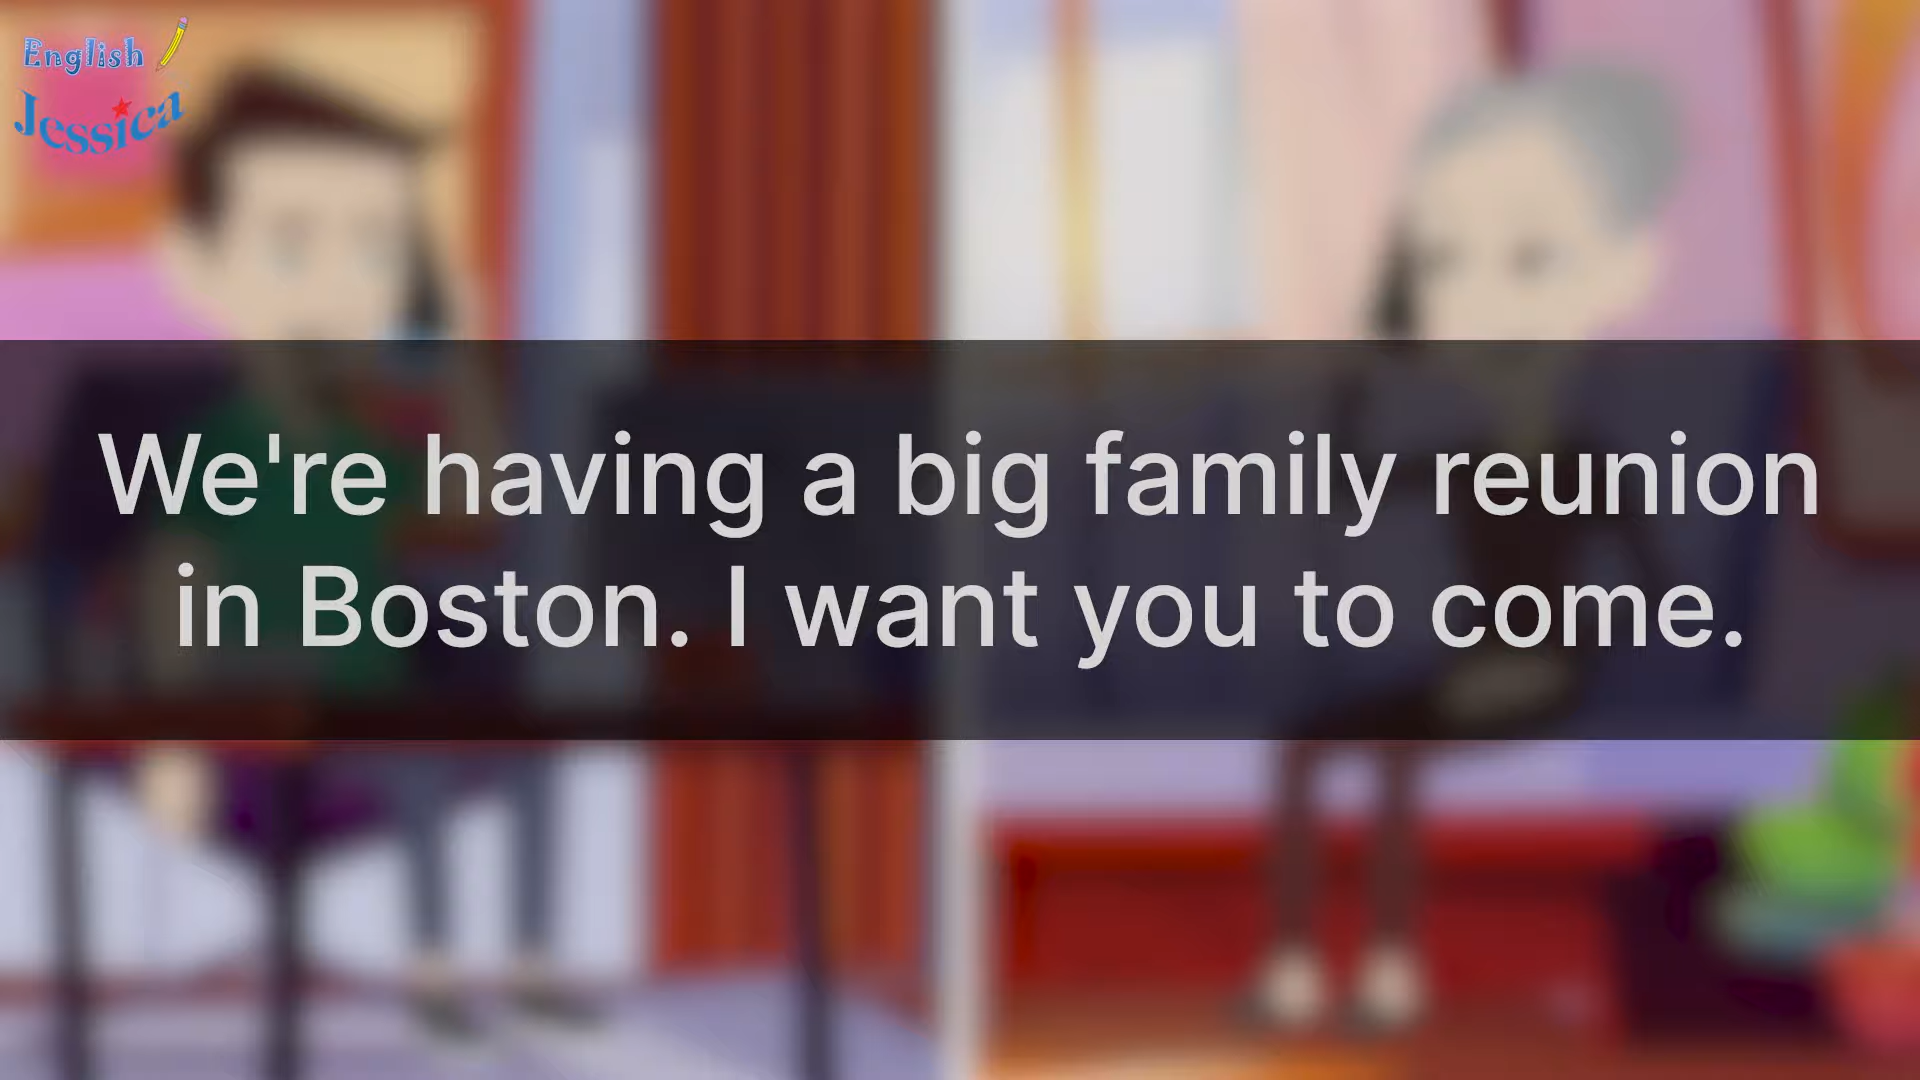 English
Jessica
We're having a big family reunion
in Boston. I want you to come.